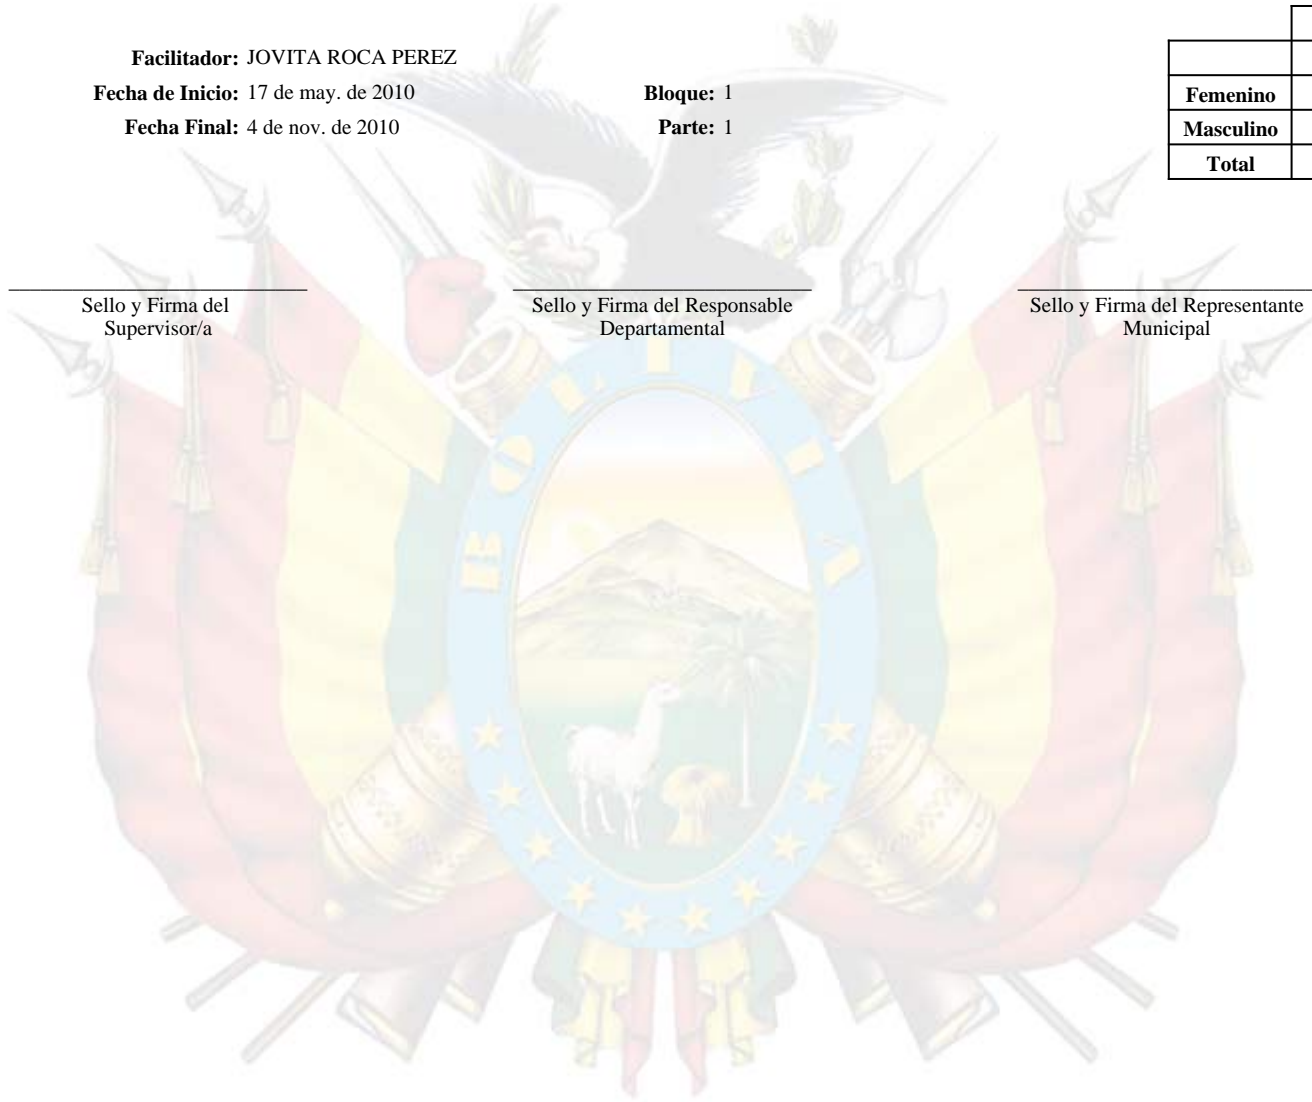 Facilitador: JOVITA ROCA PEREZ
Fecha de Inicio: 17 de may. de 2010
Bloque: 1
Fecha Final: 4 de nov. de 2010
Parte: 1
Femenino
Masculino
Total
Sello y Firma del
Supervisor/a
Sello y Firma del Responsable
Departamental
Sello y Firma del Representante
Municipal
BOLIVIA